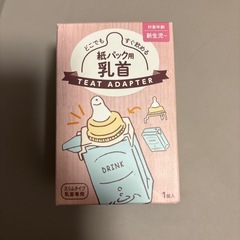 どこでも すぐ飲める
紙パック用
乳首
TEAT ADAPTER
対象年齢
新生児~
DRINK
スリムタイプ
乳首専用
1個入